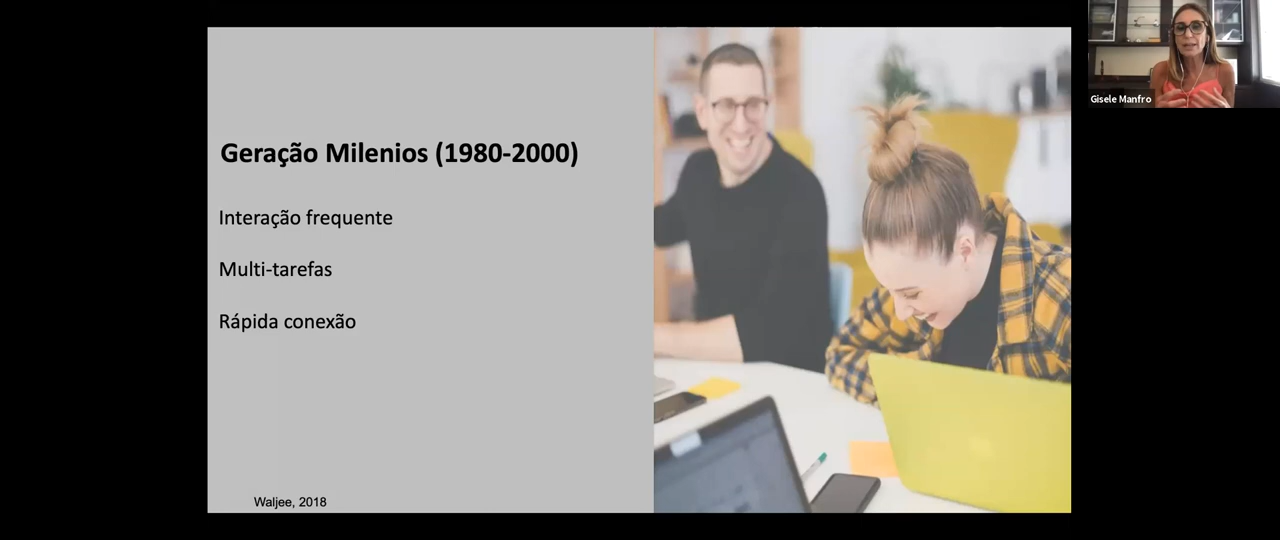 Geração Milenios (1980-2000)
Interação frequente
Multi-tarefas
Rápida conexão
Waljee, 2018
Gisele Manfro